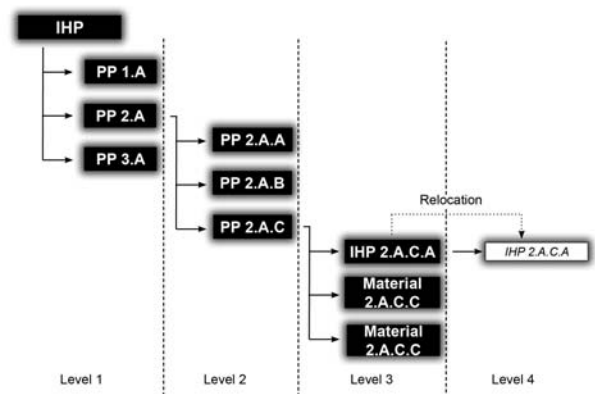 IHP
PP 1.A
PP 2.A
PP 3.A
PP 2.A.A
PP 2.A.B
PP 2.A.C
Relocation
IHP 2.A.C.A
IHP 2.A.C.A
Material
2.A.C.C
Material
2.A.C.C
Level 1
Level 2
Level 3
Level 4